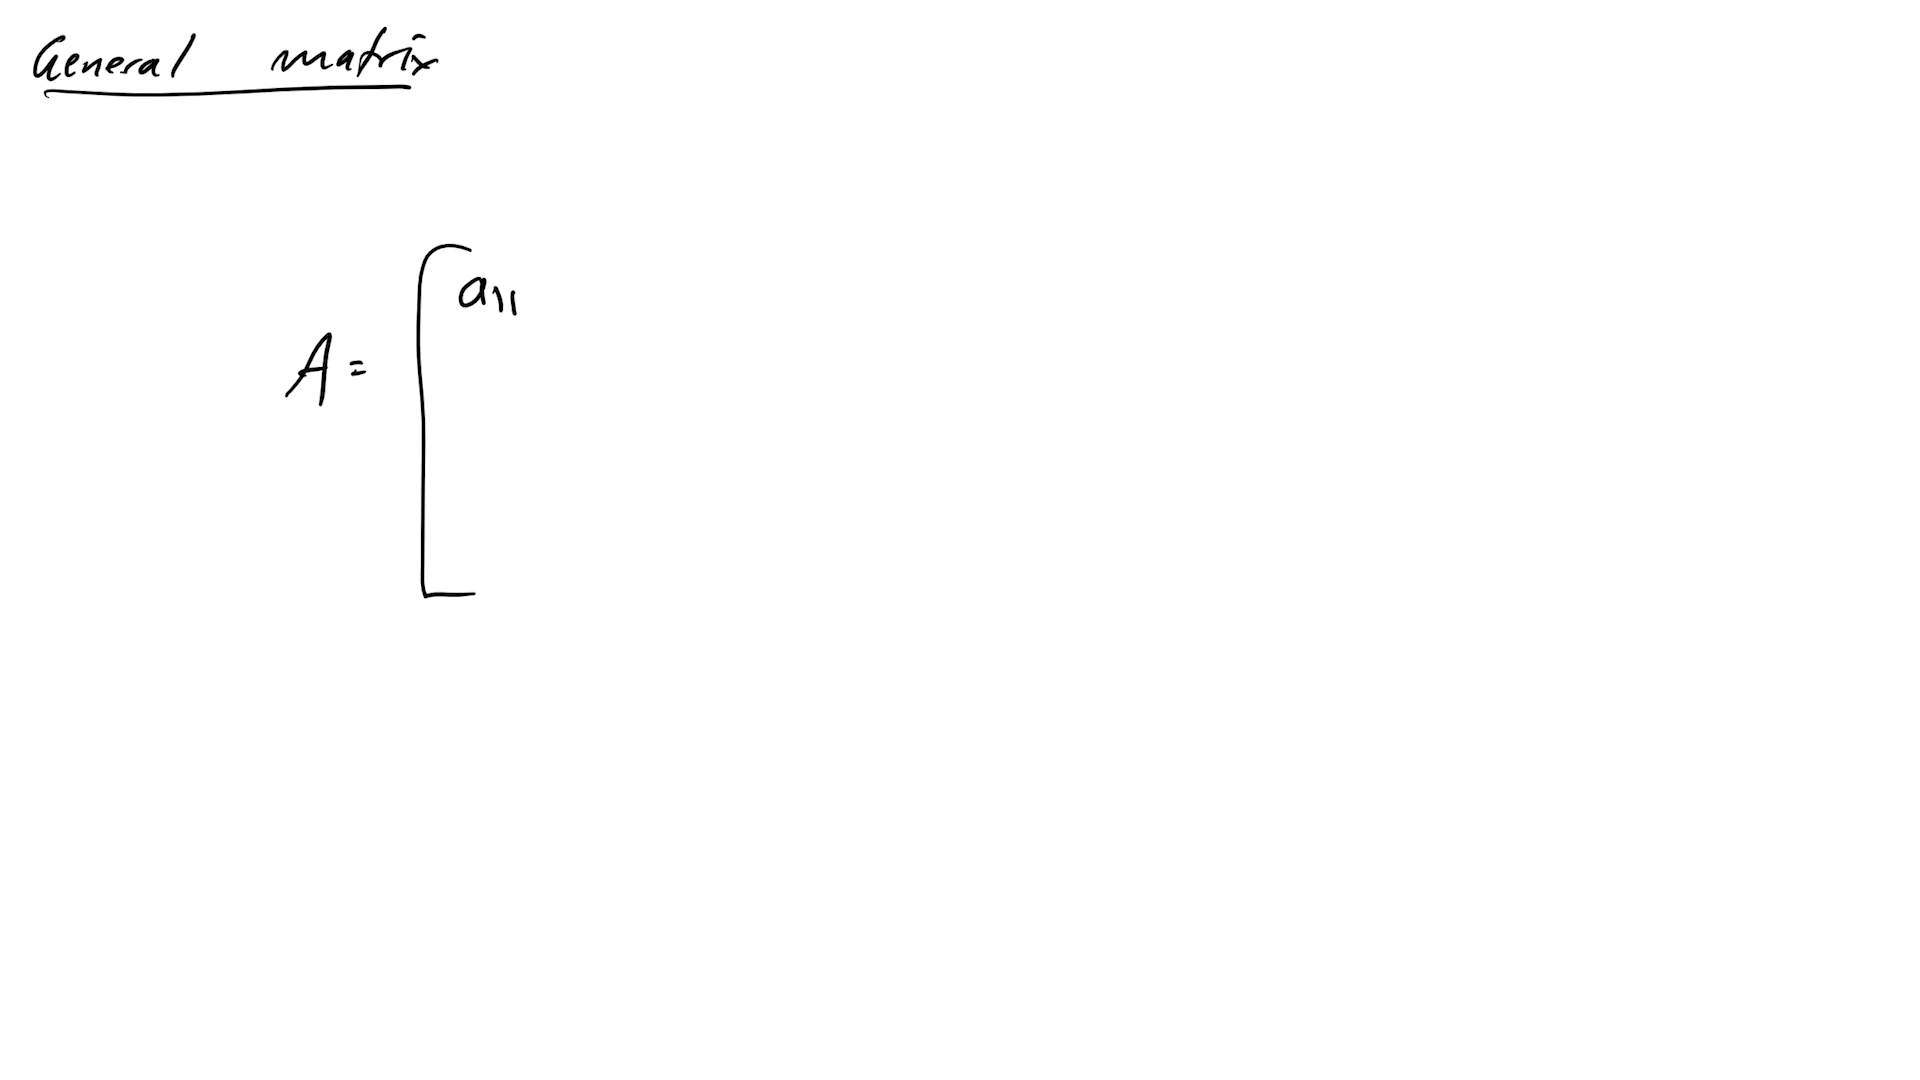 General matrix
A = [ a₁₁